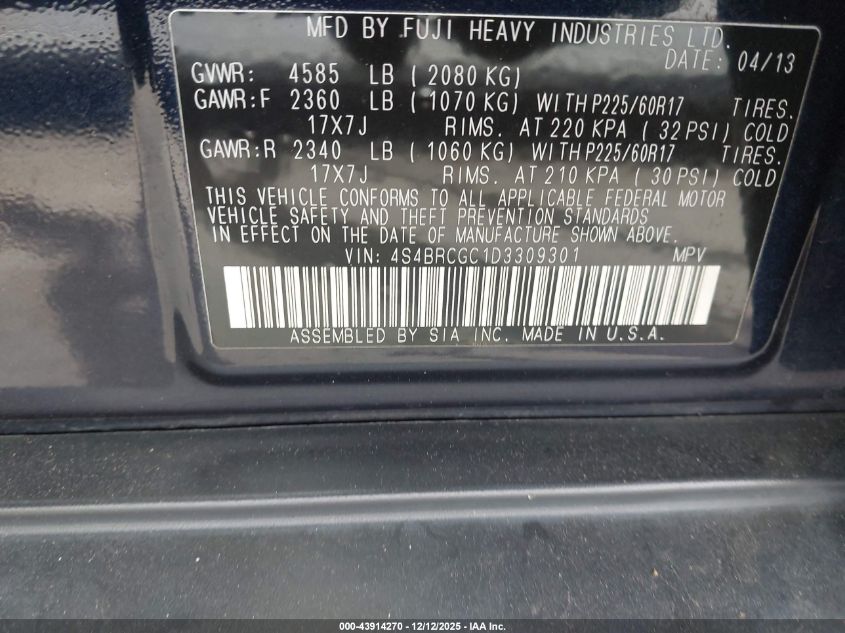 MFD BY FUJI HEAVY INDUSTRIES LTD.
DATE: 04/13
GVWR: 4585 LB ( 2080 KG)
GAWR:F 2360 LB ( 1070 KG) WITH P225/60R17 TIRES.
17X7J RIMS. AT 220 KPA ( 32 PSI) COLD
GAWR:R 2340 LB ( 1060 KG) WITH P225/60R17 TIRES.
17X7J RIMS. AT 210 KPA ( 30 PSI) COLD
THIS VEHICLE CONFORMS TO ALL APPLICABLE FEDERAL MOTOR
VEHICLE SAFETY AND THEFT PREVENTION STANDARDS
IN EFFECT ON THE DATE OF MANUFACTURE SHOWN ABOVE.
VIN: 4S4BRCGC1D3309301 MPV
ASSEMBLED BY SIA INC. MADE IN U.S.A.
000-43914270 - 12/12/2025 - IAA Inc.